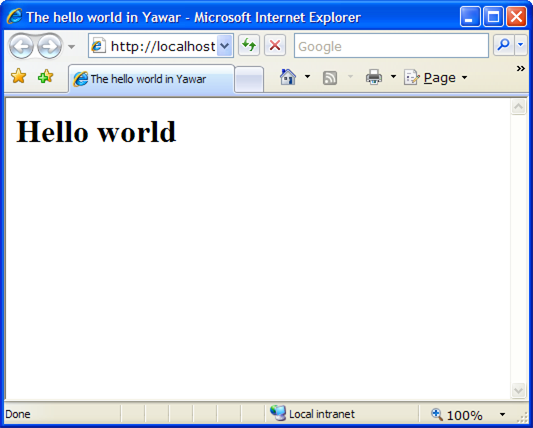 The hello world in Yawar - Microsoft Internet Explorer
http://localhost
Google
The hello world in Yawar
Page
»
Hello world
Done
Local intranet
100%